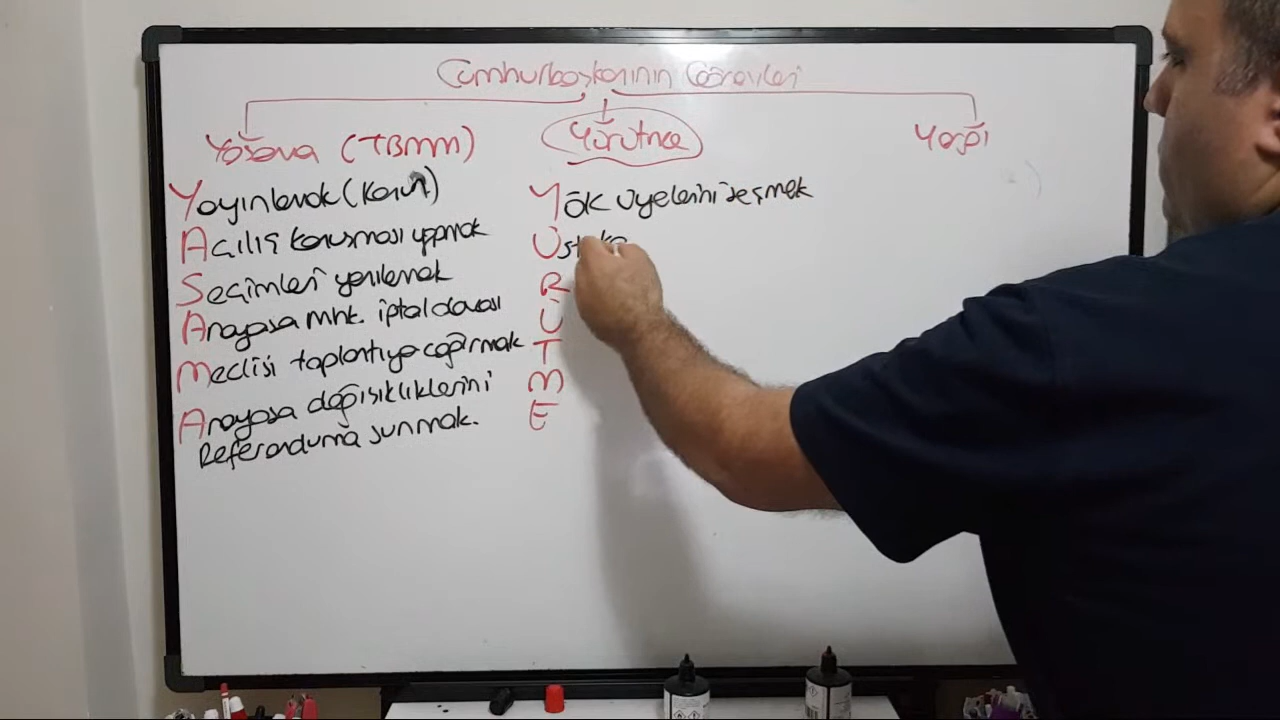 Cumhurbaşkanının Görevleri
Yasama (TBMM)
Yayınlamak (Kanun)
Açılış konuşması yapmak
Seçimleri yenilemek
Anayasa Mhk. iptal davası
Meclisi toplantıya çağırmak
Anayasa değişikliklerini
Referanduma sunmak.
Yürütme
YÖK üyelerini seçmek
Üst
R
Ü
T
M
E
Yargı